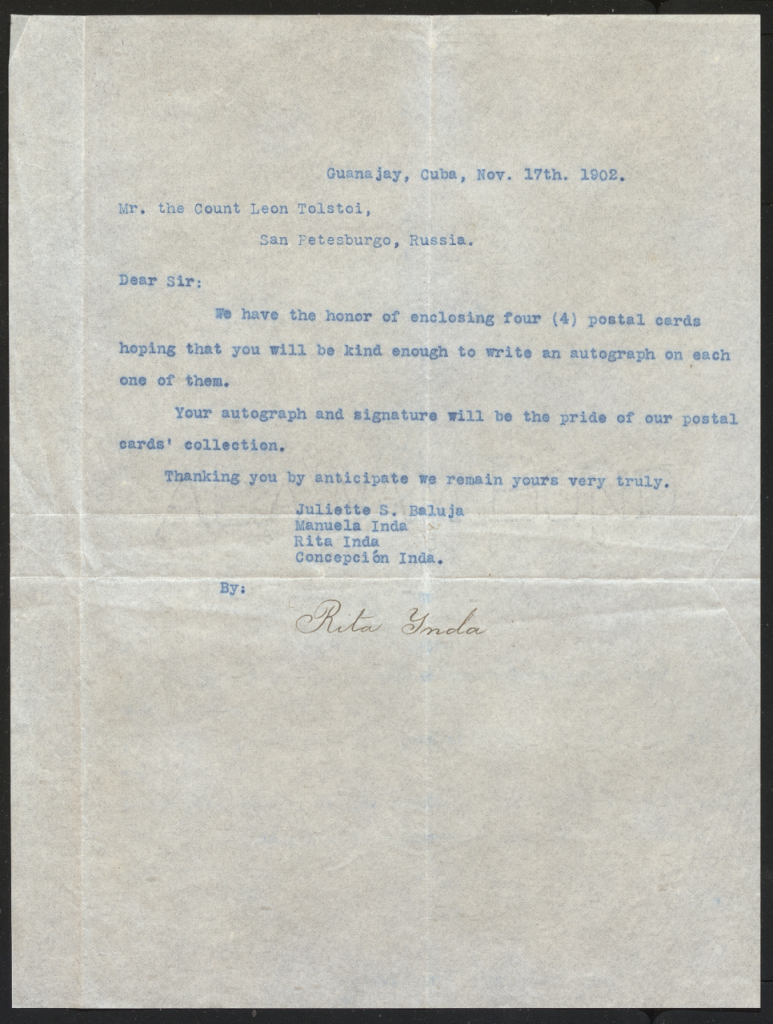 Guanajay, Cuba, Nov. 17th. 1902.
Mr. the Count Leon Tolstoi,
San Petesburgo, Russia.
Dear Sir:
We have the honor of enclosing four (4) postal cards
hoping that you will be kind enough to write an autograph on each
one of them.
Your autograph and signature will be the pride of our postal
cards' collection.
Thanking you by anticipate we remain yours very truly.
Juliette S. Baluja
Manuela Inda
Rita Inda
Concepción Inda.
By:
Rita Ynda